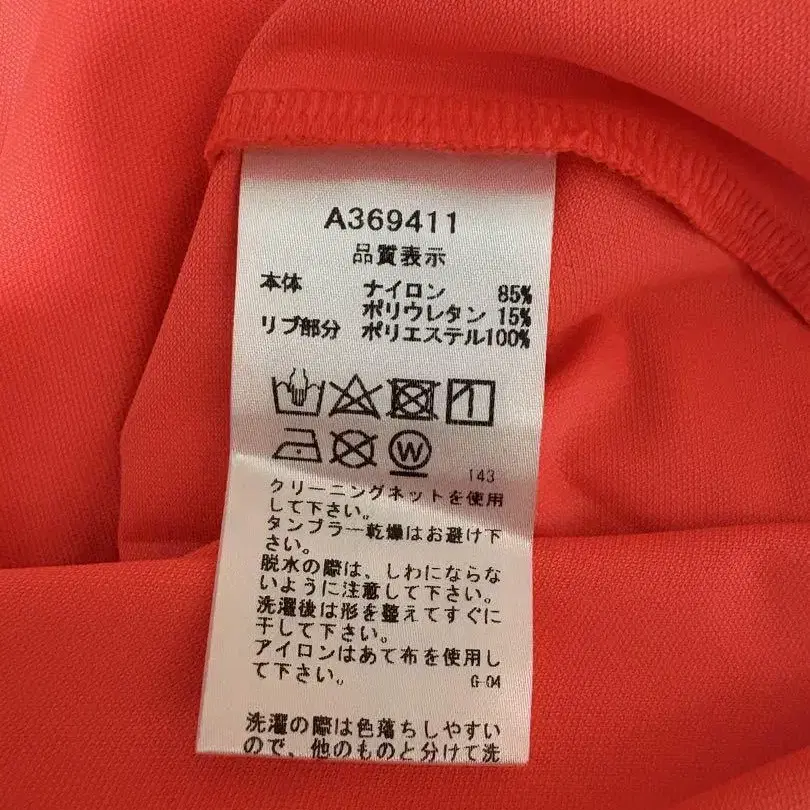 A369411
品質表示
本体 ナイロン 85%
ポリウレタン 15%
リブ部分 ポリエステル100%
W
143
クリーニングネットを使用
して下さい。
タンブラー乾燥はお避け下
さい。
脱水の際は、しわにならな
いように注意して下さい。
洗濯後は形を整えてすぐに
干して下さい。
アイロンはあて布を使用し
て下さい。 G-04
洗濯の際は色落ちしやすい
ので、他のものと分けて洗